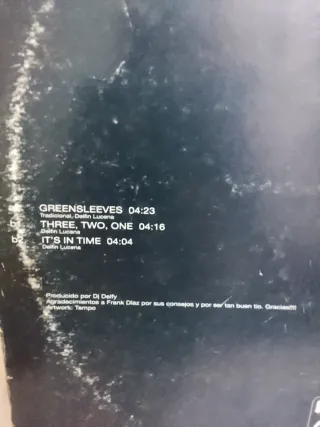 GREENSLEEVES 04:23
Tradicional, Delfin Lucena
THREE, TWO, ONE 04:16
Delfin Lucena
IT'S IN TIME 04:04
Delfin Lucena
Producido por Dj Delfy
Agradecimientos a Frank Diaz por sus consejos y por ser tan buen tio. Gracias!!!!
Artwork: Tempo